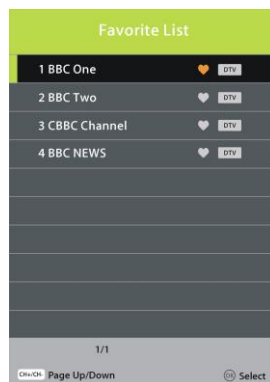 Favorite List
1 BBC One DTV
2 BBC Two DTV
3 CBBC Channel DTV
4 BBC NEWS DTV
1/1
CH+/CH- Page Up/Down OK Select